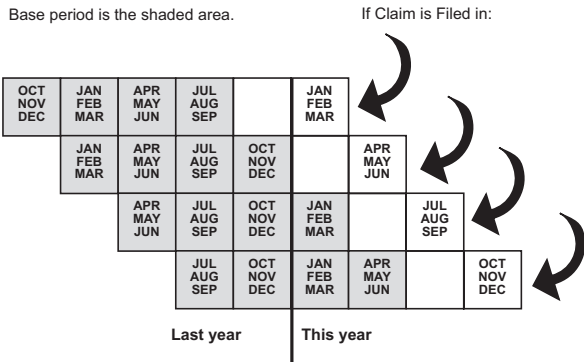 Base period is the shaded area.
If Claim is Filed in:
OCT JAN APR JUL JAN
NOV FEB MAY AUG FEB
DEC MAR JUN SEP MAR
JAN APR JUL OCT APR
FEB MAY AUG NOV MAY
MAR JUN SEP DEC JUN
APR JUL OCT JAN JUL
MAY AUG NOV FEB AUG
JUN SEP DEC MAR SEP
JUL OCT JAN APR OCT
AUG NOV FEB MAY NOV
SEP DEC MAR JUN DEC
Last year This year